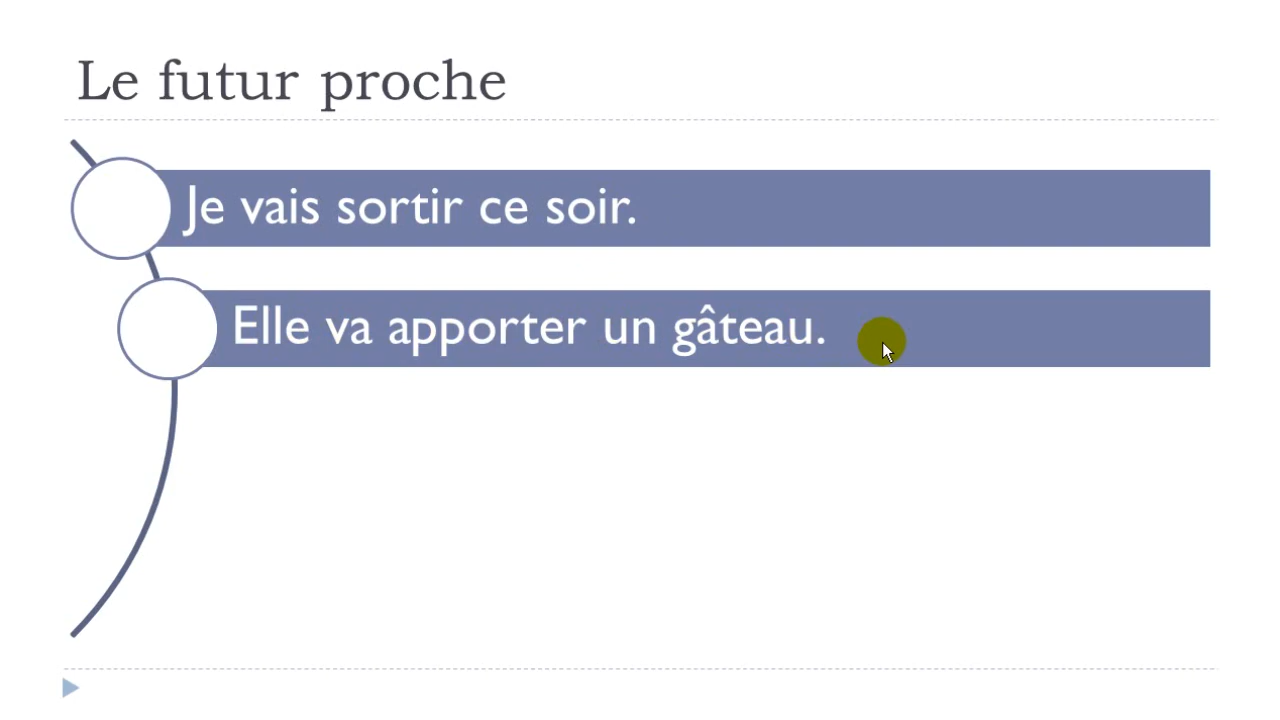 Le futur proche
Je vais sortir ce soir.
Elle va apporter un gâteau.